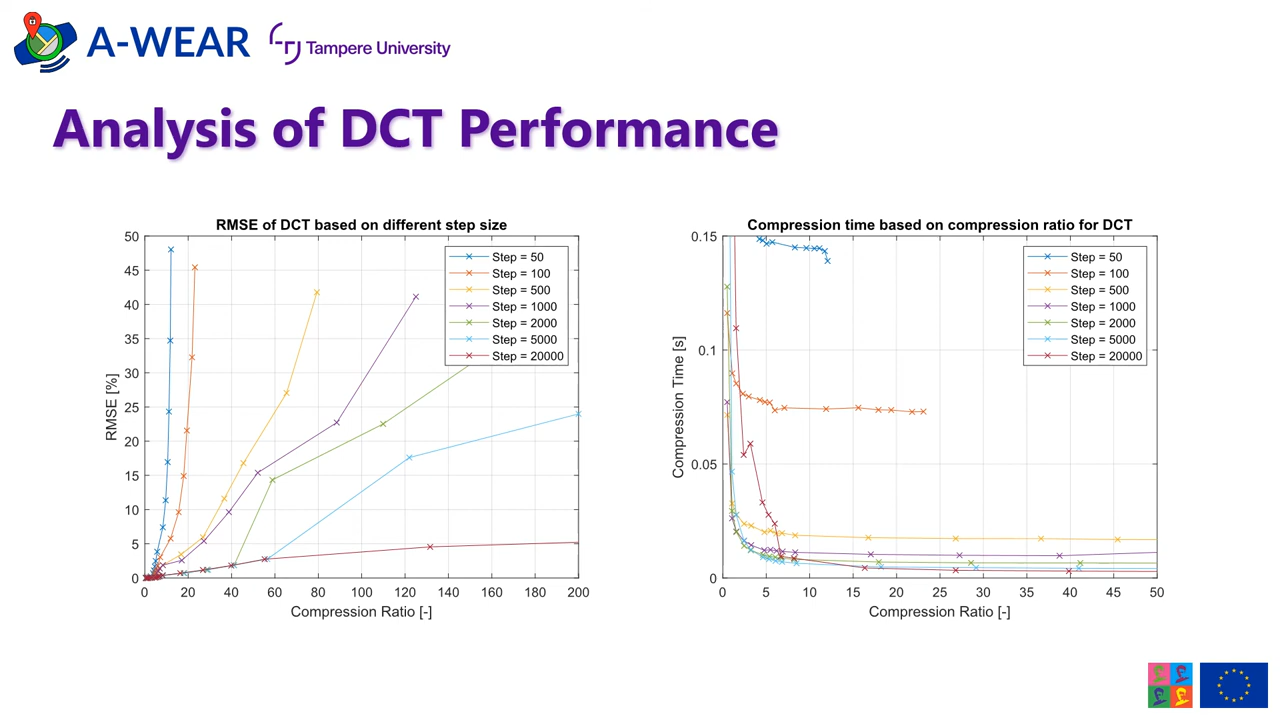 A-WEAR
Tampere University
Analysis of DCT Performance
RMSE of DCT based on different step size
50
45
40
35
30
25
20
15
10
5
0
RMSE [%]
0 20 40 60 80 100 120 140 160 180 200
Compression Ratio [-]
Step = 50
Step = 100
Step = 500
Step = 1000
Step = 2000
Step = 5000
Step = 20000
Compression time based on compression ratio for DCT
0.15
0.1
0.05
0
Compression Time [s]
0 5 10 15 20 25 30 35 40 45 50
Compression Ratio [-]
Step = 50
Step = 100
Step = 500
Step = 1000
Step = 2000
Step = 5000
Step = 20000